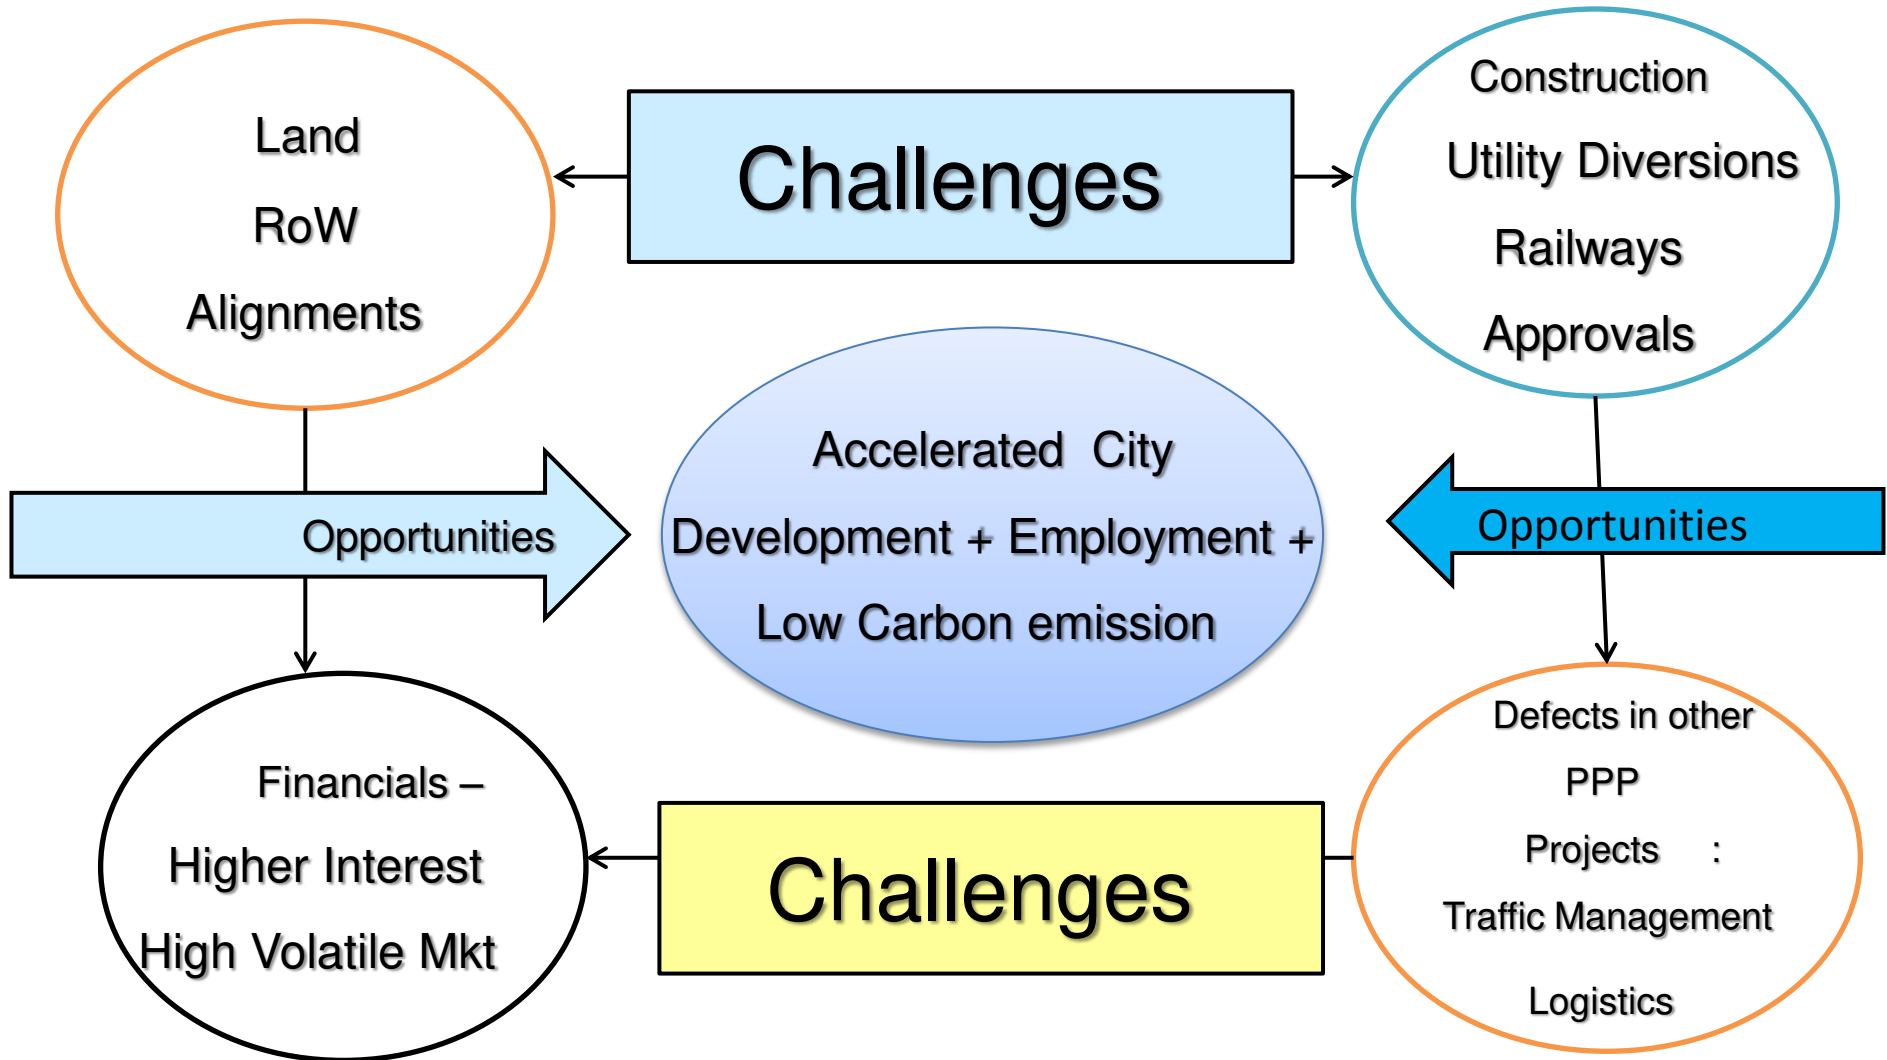 Land
RoW
Alignments
Challenges
Construction
Utility Diversions
Railways
Approvals
Opportunities
Accelerated City
Development + Employment +
Low Carbon emission
Opportunities
Financials –
Higher Interest
High Volatile Mkt
Challenges
Defects in other
PPP
Projects :
Traffic Management
Logistics